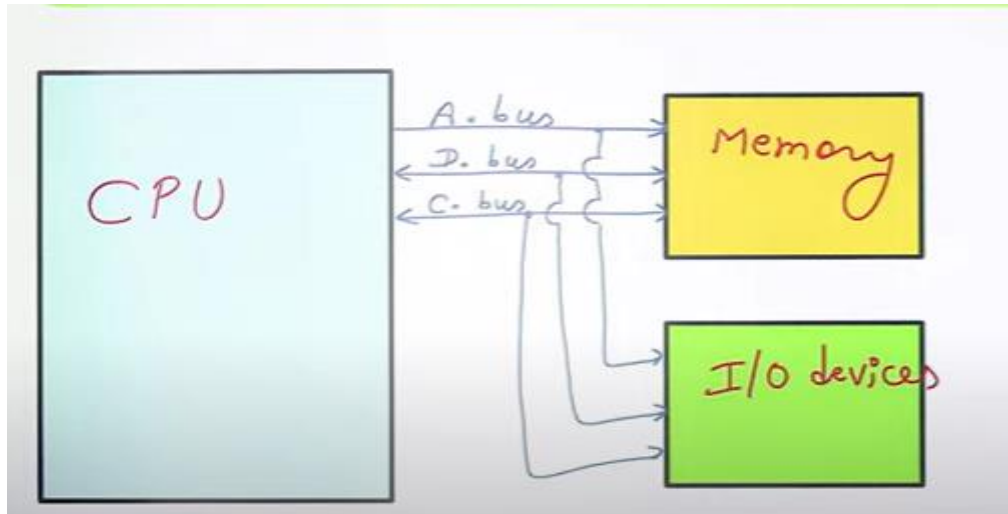 CPU
A. bus
D. bus
C. bus
Memory
I/O devices